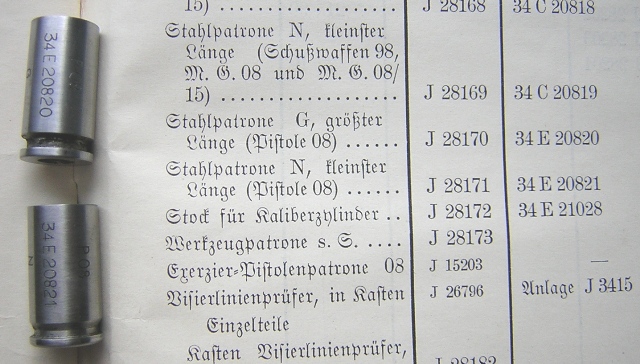 34 E 20820
34 E 20821
P.08
N
15) .................... J 28168 34 C 20818
Stahlpatrone N, kleinſter
Länge (Schußwaffen 98,
M. G. 08 und M. G. 08/
15) .................... J 28169 34 C 20819
Stahlpatrone G, größter
Länge (Piſtole 08) ...... J 28170 34 E 20820
Stahlpatrone N, kleinſter
Länge (Piſtole 08) ...... J 28171 34 E 20821
Stock für Kaliberzylinder .. J 28172 34 E 21028
Werkzeugpatrone s. S. ..... J 28173
Exerzier-Piſtolenpatrone 08 J 15203 —
Viſierlinienprüfer, in Kaſten J 26796 Anlage J 3415
Einzelteile
Kaſten Viſierlinienprüfer, J 28182